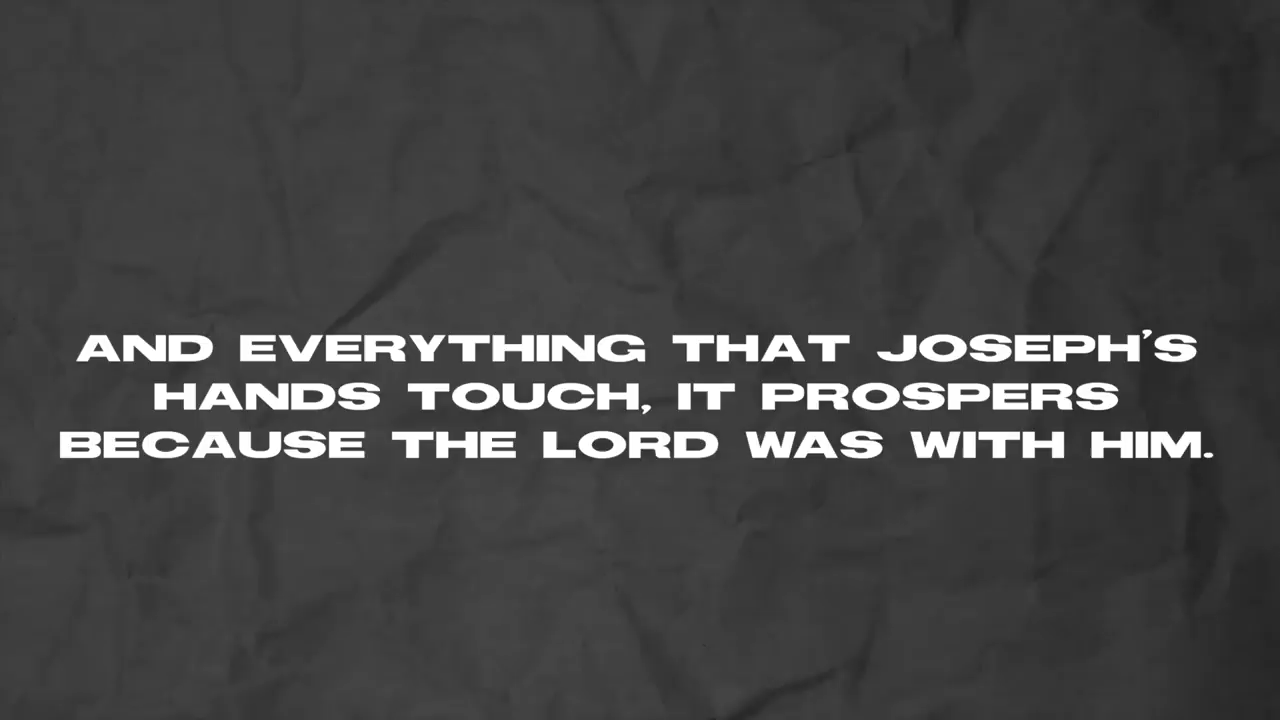 AND EVERYTHING THAT JOSEPH'S
HANDS TOUCH, IT PROSPERS
BECAUSE THE LORD WAS WITH HIM.